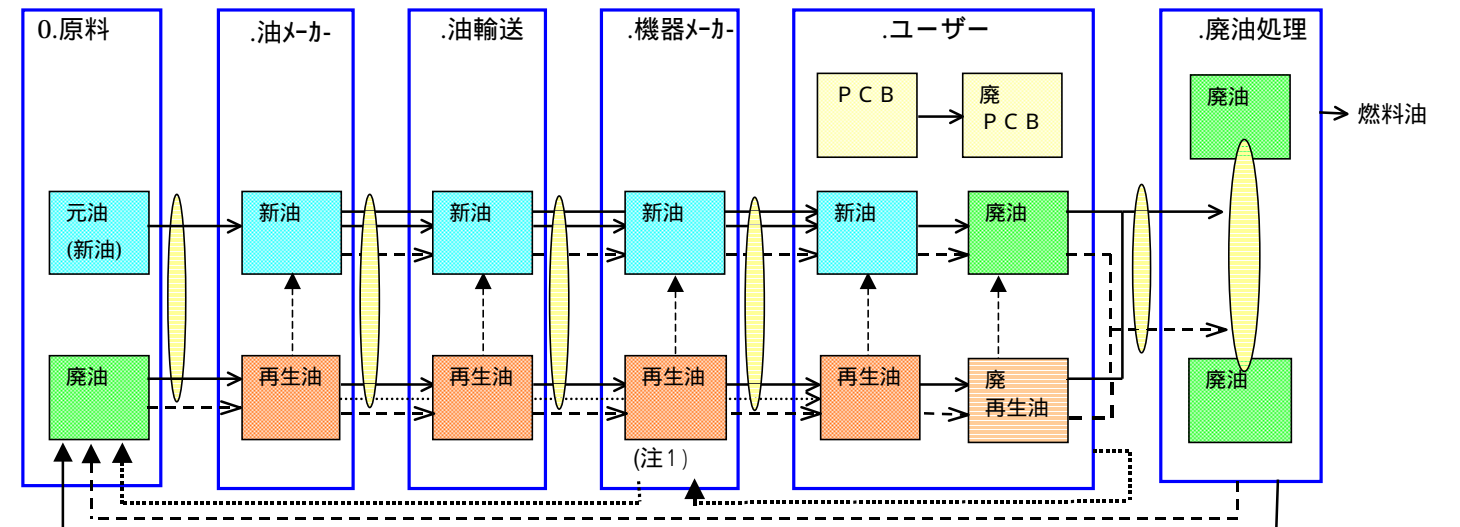 0.原料
.油ﾒｰｶｰ
.油輸送
.機器ﾒｰｶｰ
.ユーザー
.廃油処理
ＰＣＢ
廃
ＰＣＢ
廃油
燃料油
元油
(新油)
新油
新油
新油
新油
廃油
廃油
再生油
再生油
再生油
再生油
廃
再生油
廃油
(注1)